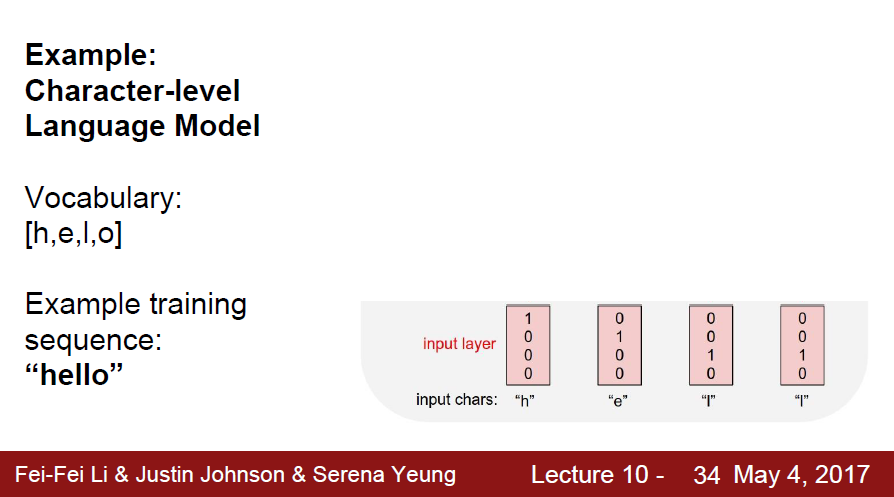 Example:
Character-level
Language Model
Vocabulary:
[h,e,l,o]
Example training
sequence:
“hello”
1 0 0 0
0 1 0 0
input layer
0 0 1 1
0 0 0 0
input chars: “h” “e” “l” “l”
Fei-Fei Li & Justin Johnson & Serena Yeung Lecture 10 - 34 May 4, 2017